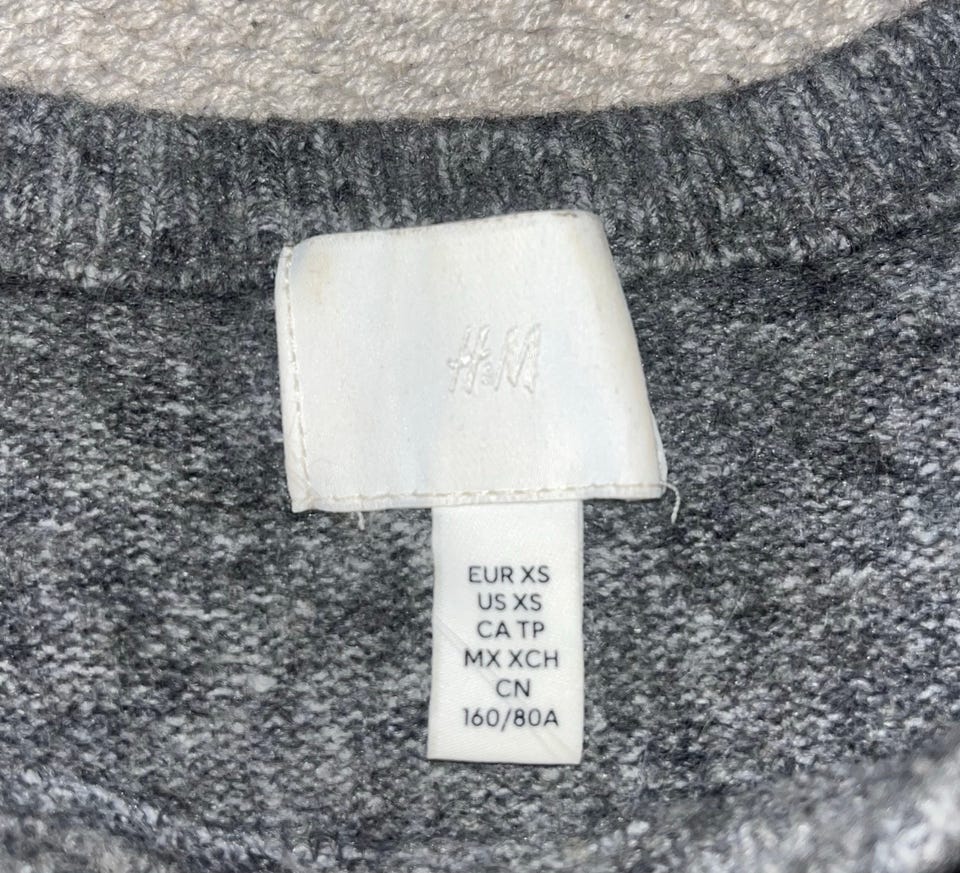 H&M
EUR XS
US XS
CA TP
MX XCH
CN
160/80A